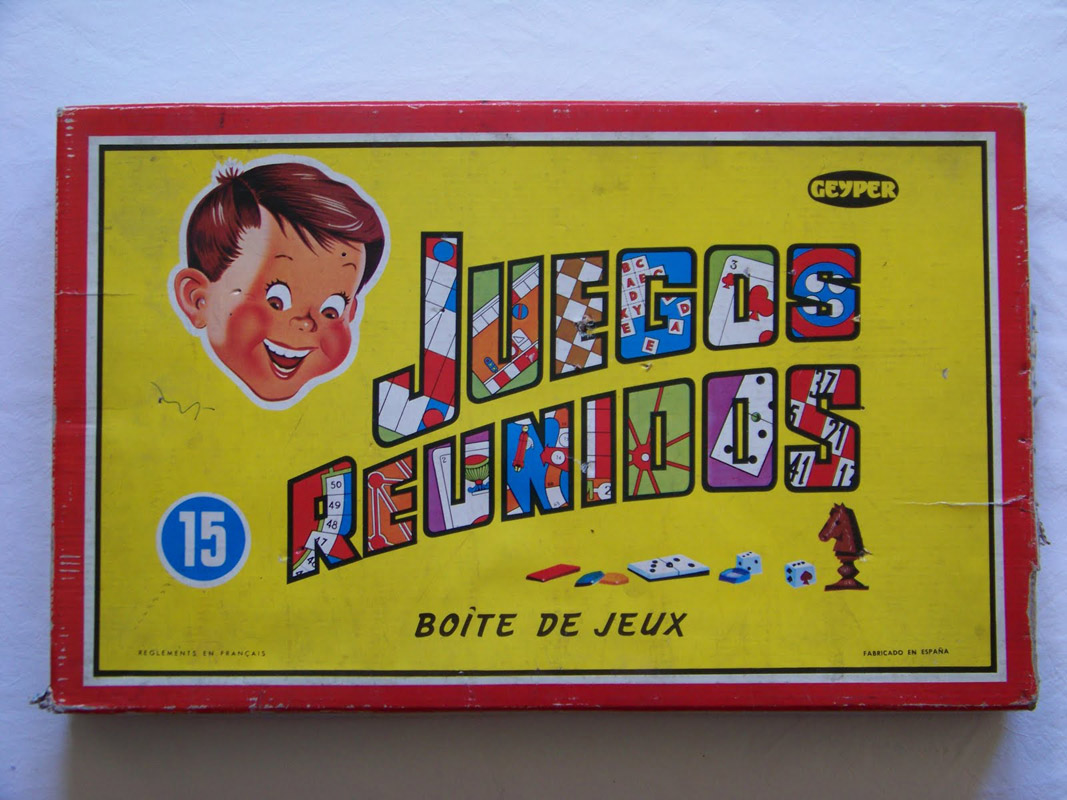 GEYPER
JUEGOS
REUNIDOS
15
BOÎTE DE JEUX
REGLEMENTS EN FRANÇAIS
FABRICADO EN ESPAÑA